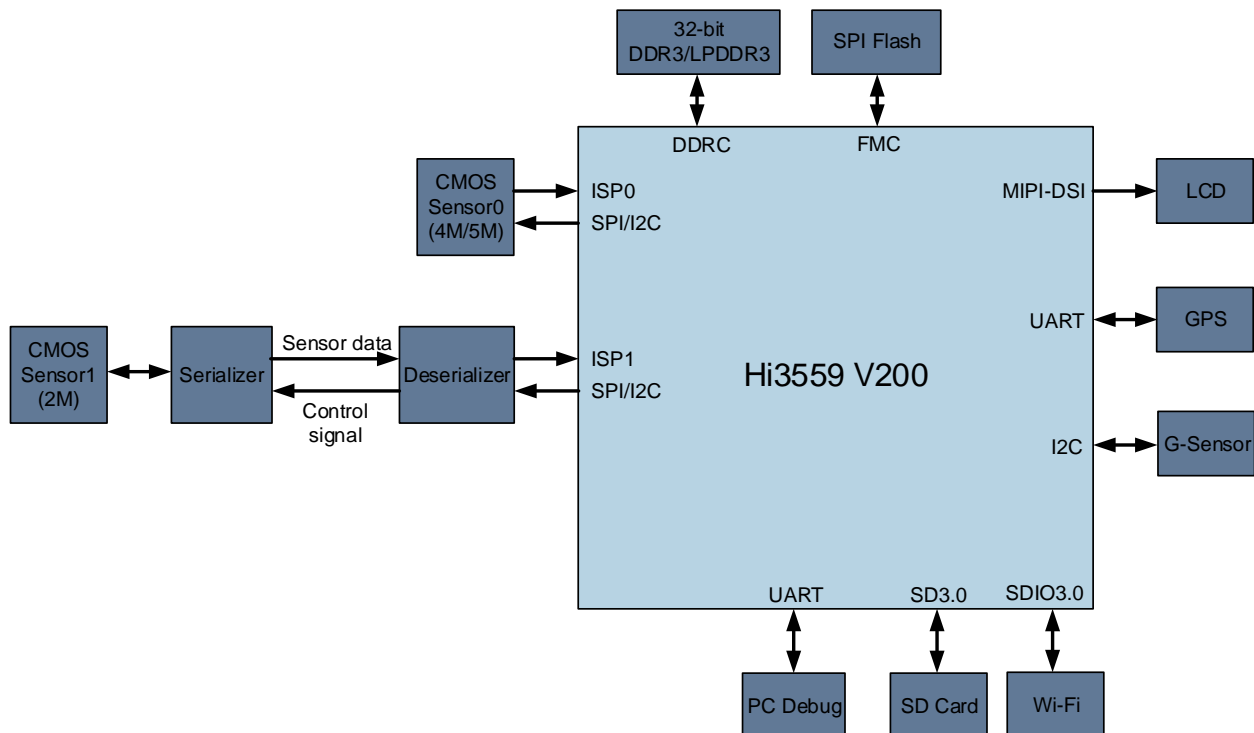 32-bit
DDR3/LPDDR3
SPI Flash
DDRC
FMC
CMOS
Sensor0
(4M/5M)
ISP0
SPI/I2C
MIPI-DSI
LCD
CMOS
Sensor1
(2M)
Serializer
Sensor data
Control
signal
Deserializer
ISP1
SPI/I2C
Hi3559 V200
UART
GPS
I2C
G-Sensor
UART
SD3.0
SDIO3.0
PC Debug
SD Card
Wi-Fi